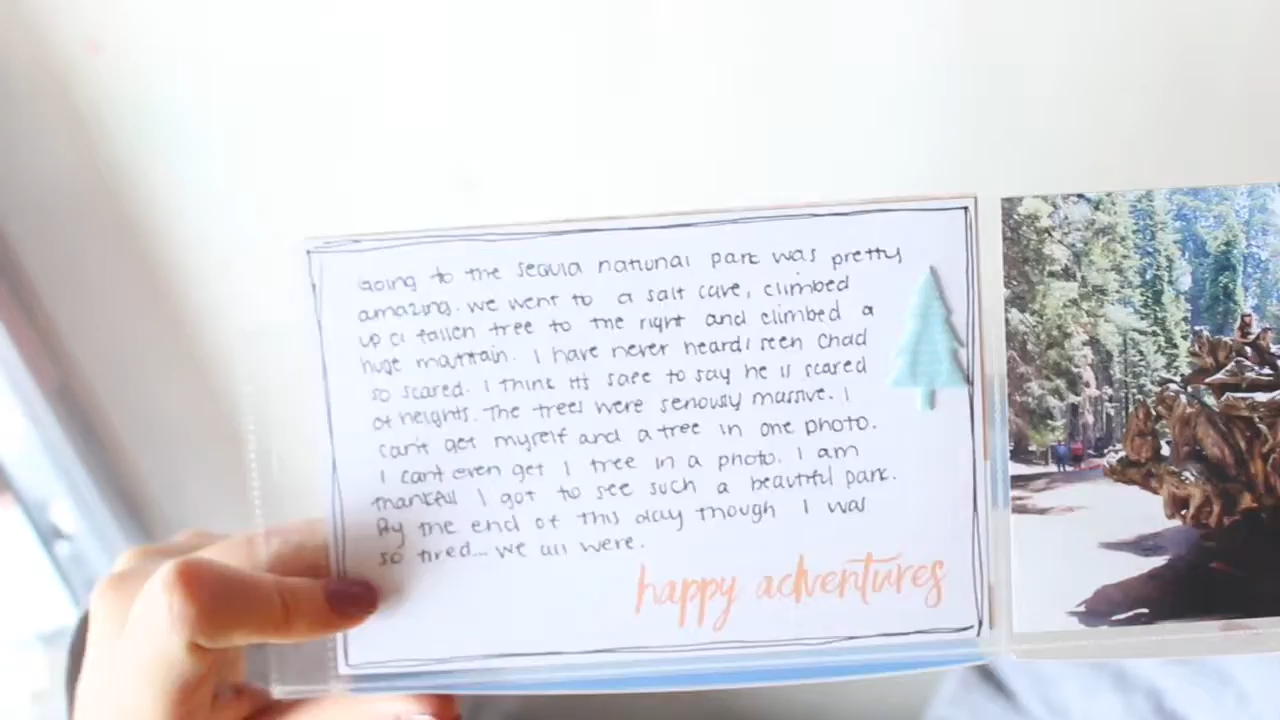 Going to the sequia national park was pretty
amazing. we went to a salt cave, climbed
up a fallen tree to the right and climbed a
huge mauntain. I have never heard/seen Chad
so scared. I think it's safe to say he is scared
of heights. The trees were seriously massive. I
can't get myself and a tree in one photo.
I cant even get 1 tree in a photo. I am
thankful I got to see such a beautiful park.
By the end of this day though I was
so tired... we all were.
happy adventures